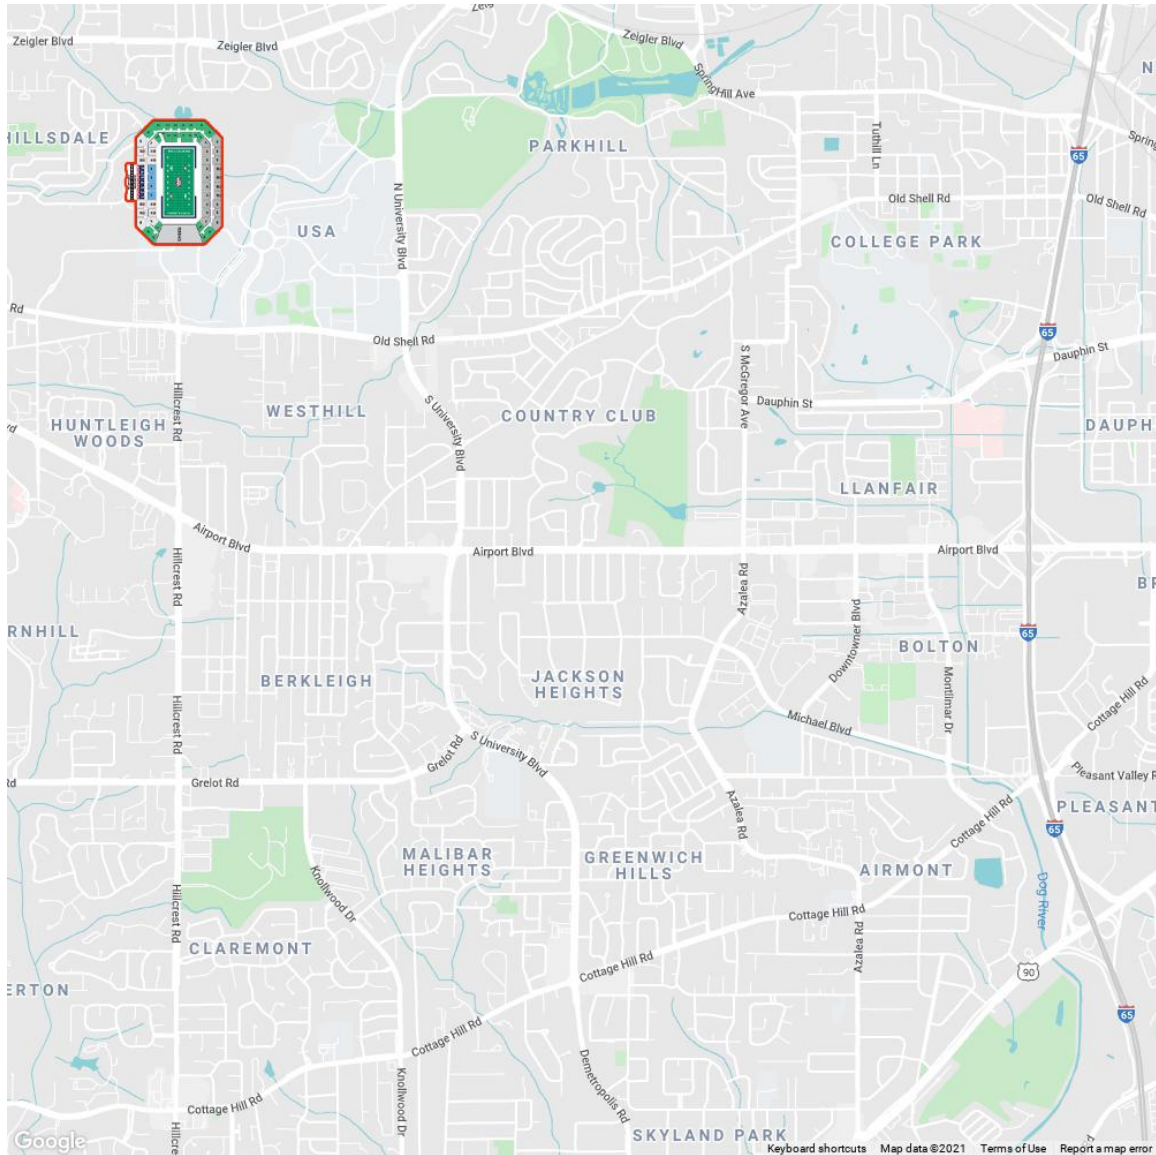 Zeigler Blvd
Zeigler Blvd
Zeigler Blvd
Spring Hill Ave
N
HILLSDALE
PARKHILL
Tuthill Ln
65
Spring
Old Shell Rd
Old Shell Rd
N University Blvd
USA
COLLEGE PARK
Rd
Old Shell Rd
65
Dauphin St
S McGregor Ave
Hillcrest Rd
S University Blvd
WESTHILL
COUNTRY CLUB
Dauphin St
HUNTLEIGH
WOODS
DAUPH
LLANFAIR
Airport Blvd
Airport Blvd
Airport Blvd
Hillcrest Rd
Azalea Rd
Downtowner Blvd
BR
RNHILL
65
BOLTON
BERKLEIGH
JACKSON
HEIGHTS
Montlimar Dr
Cottage Hill Rd
Hillcrest Rd
Michael Blvd
Grelot Rd
S University Blvd
Rd
Grelot Rd
Pleasant Valley R
Azalea Rd
Cottage Hill Rd
PLEASANT
65
MALIBAR
HEIGHTS
GREENWICH
HILLS
AIRMONT
Knollwood Dr
Hillcrest Rd
Dog River
Cottage Hill Rd
Azalea Rd
CLAREMONT
Cottage Hill Rd
90
ERTON
65
Cottage Hill Rd
Knollwood Dr
Demetropolis Rd
Cottage Hill Rd
Hillcre
SKYLAND PARK
Google
Keyboard shortcuts Map data ©2021 Terms of Use Report a map error